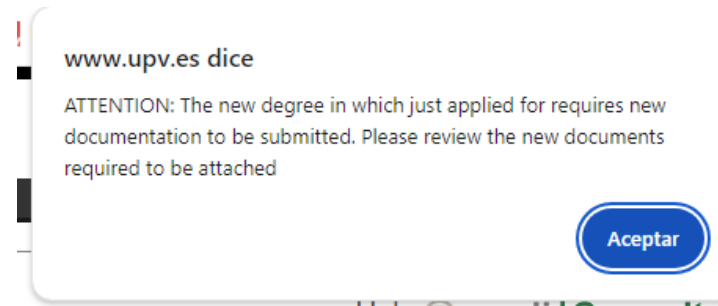 www.upv.es dice
ATTENTION: The new degree in which just applied for requires new
documentation to be submitted. Please review the new documents
required to be attached
Aceptar